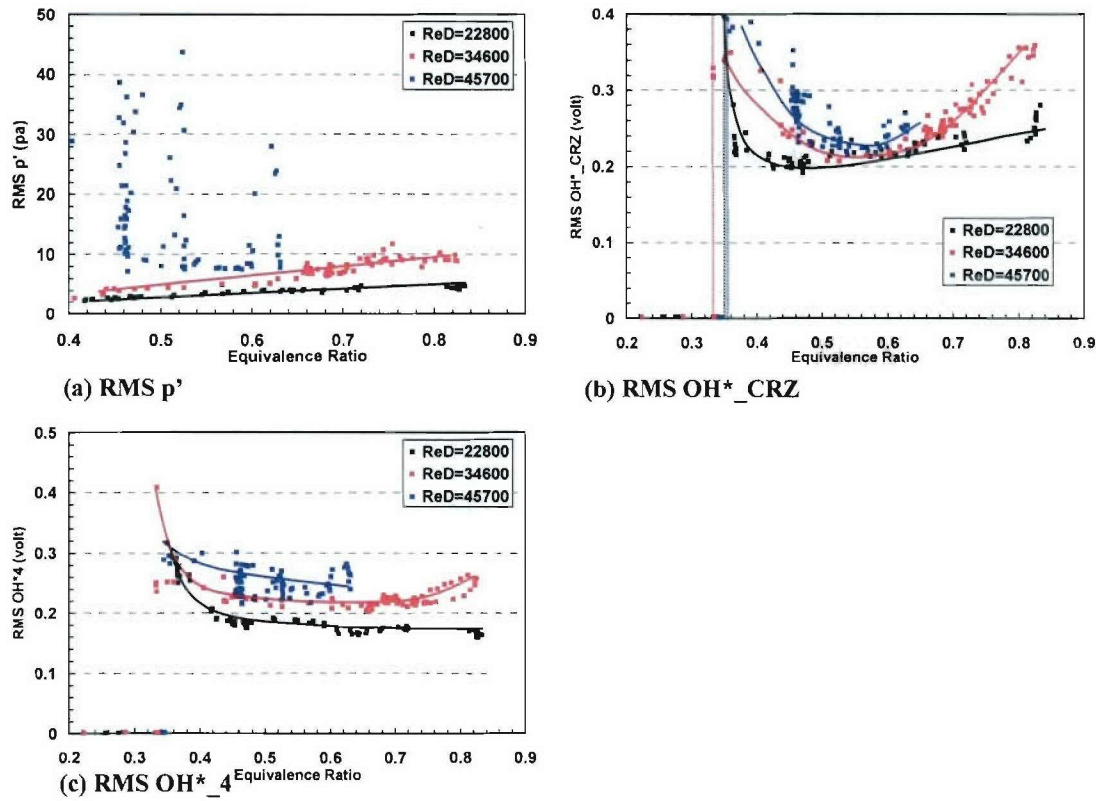 50
40
30
20
10
0
RMS p' (pa)
ReD=22800
ReD=34600
ReD=45700
0.4 0.5 0.6 0.7 0.8 0.9
Equivalence Ratio
(a) RMS p'
0.4
0.3
0.2
0.1
0
RMS OH*_CRZ (volt)
ReD=22800
ReD=34600
ReD=45700
0.2 0.3 0.4 0.5 0.6 0.7 0.8 0.9
Equivalence Ratio
(b) RMS OH*_CRZ
0.5
0.4
0.3
0.2
0.1
0
RMS OH*4 (volt)
ReD=22800
ReD=34600
ReD=45700
0.2 0.3 0.4 0.5 0.6 0.7 0.8 0.9
Equivalence Ratio
(c) RMS OH*_4